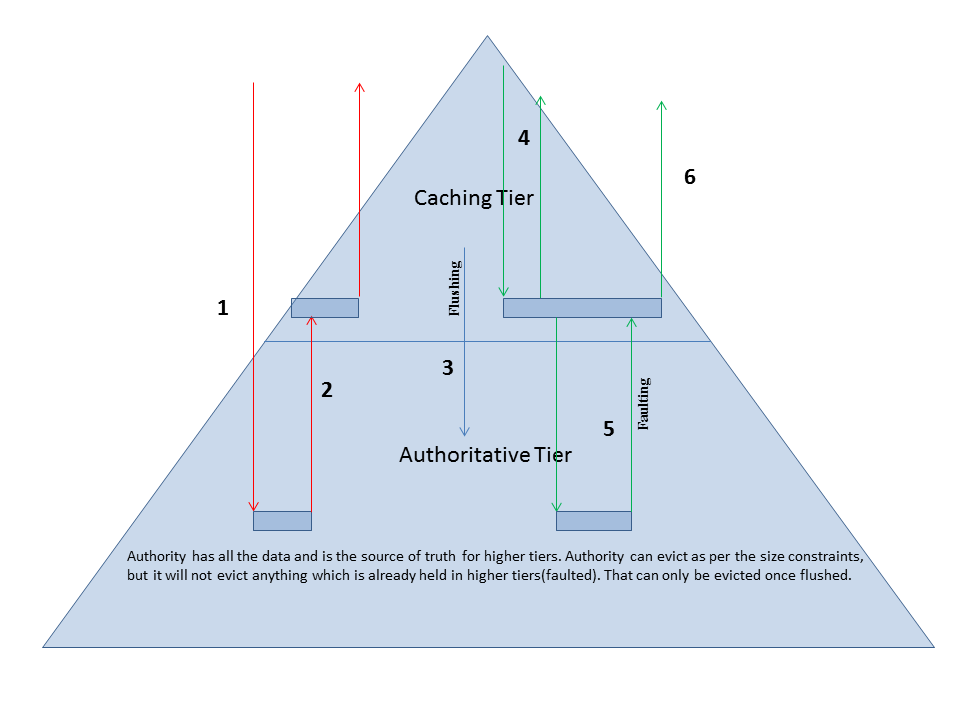 4
6
Caching Tier
Flushing
1
3
2
Faulting
5
Authoritative Tier
Authority has all the data and is the source of truth for higher tiers. Authority can evict as per the size constraints,
but it will not evict anything which is already held in higher tiers(faulted). That can only be evicted once flushed.